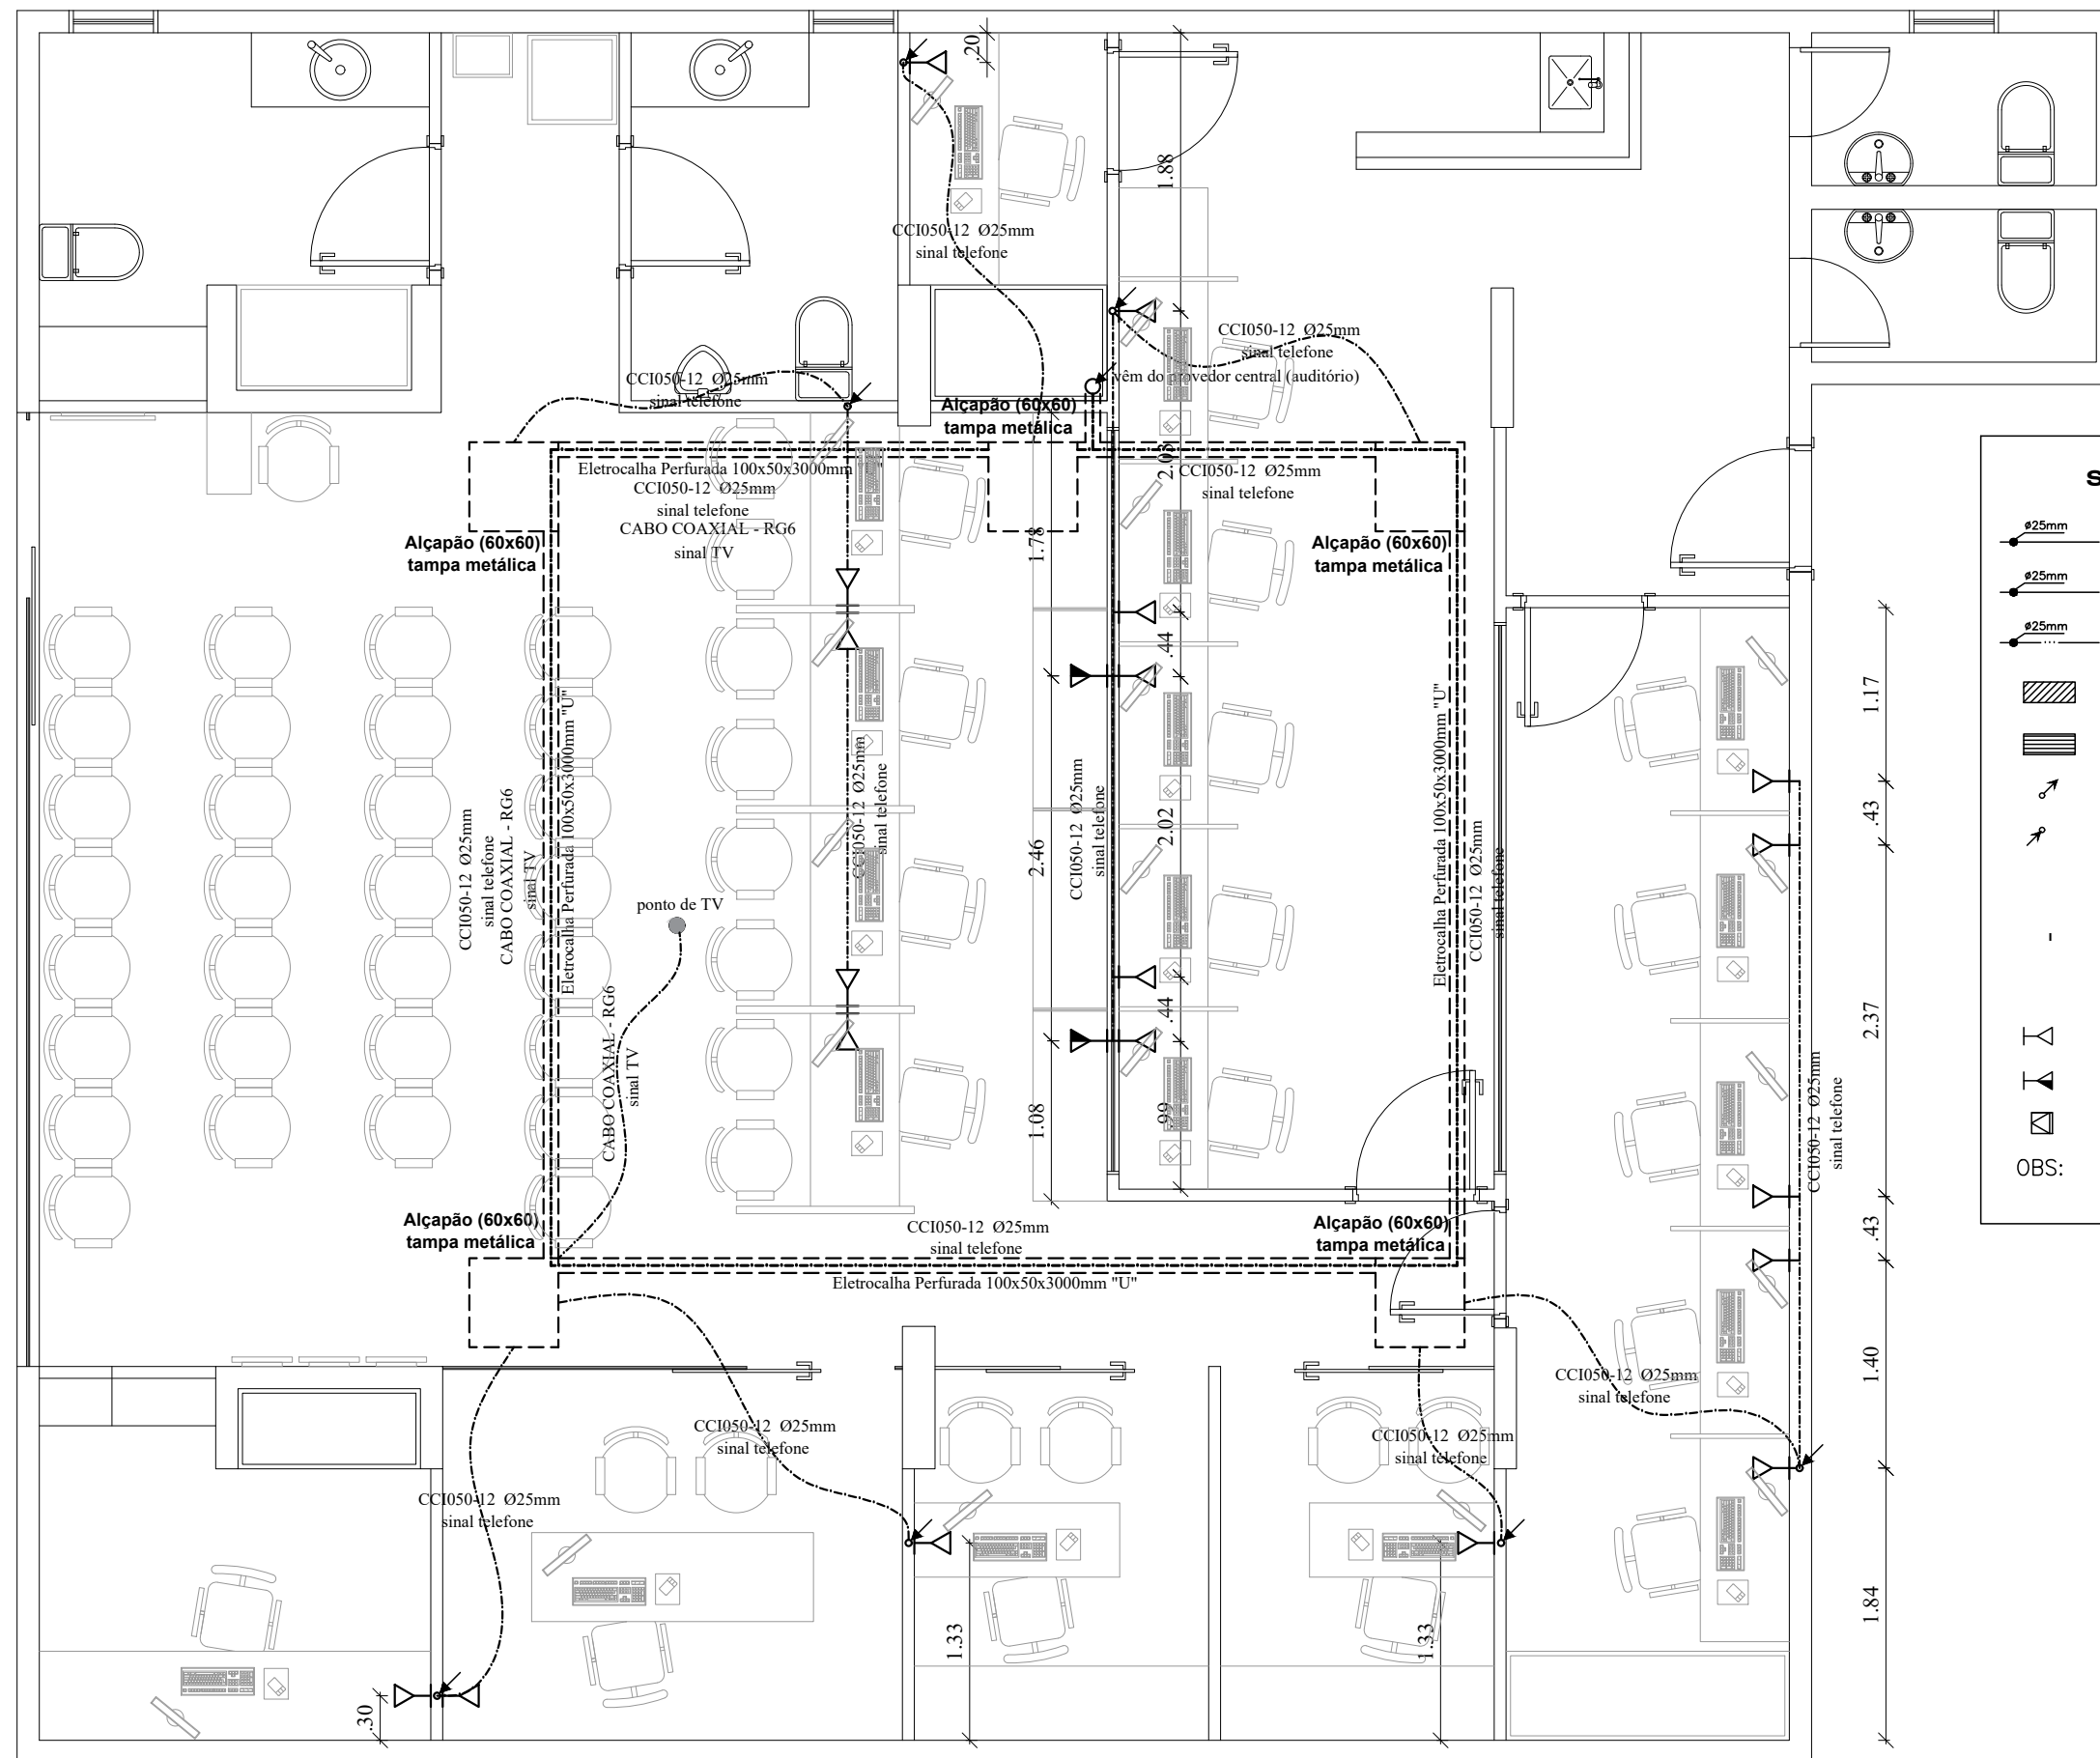 .20
1.88
CCI050-12 Ø25mm
sinal telefone
CCI050-12 Ø25mm
sinal telefone
vêm do provedor central (auditório)
CCI050-12 Ø25mm
sinal telefone
Alçapão (60x60)
tampa metálica
Eletrocalha Perfurada 100x50x3000mm "U"
CCI050-12 Ø25mm
sinal telefone
CABO COAXIAL - RG6
sinal TV
2.03
CCI050-12 Ø25mm
sinal telefone
Alçapão (60x60)
tampa metálica
1.78
Alçapão (60x60)
tampa metálica
S
ø25mm
ø25mm
ø25mm
.44
1.17
.43
CCI050-12 Ø25mm
sinal telefone
CABO COAXIAL - RG6
sinal TV
Eletrocalha Perfurada 100x50x3000mm "U"
ponto de TV
CCI050-12 Ø25mm
sinal telefone
2.46
CCI050-12 Ø25mm
sinal telefone
2.02
Eletrocalha Perfurada 100x50x3000mm "U"
CCI050-12 Ø25mm
sinal telefone
CABO COAXIAL - RG6
sinal TV
.44
2.37
1.08
.99
CCI050-12 Ø25mm
sinal telefone
OBS:
Alçapão (60x60)
tampa metálica
CCI050-12 Ø25mm
sinal telefone
Eletrocalha Perfurada 100x50x3000mm "U"
Alçapão (60x60)
tampa metálica
.43
1.40
CCI050-12 Ø25mm
sinal telefone
CCI050-12 Ø25mm
sinal telefone
CCI050-12 Ø25mm
sinal telefone
CCI050-12 Ø25mm
sinal telefone
1.33
1.33
1.84
.30